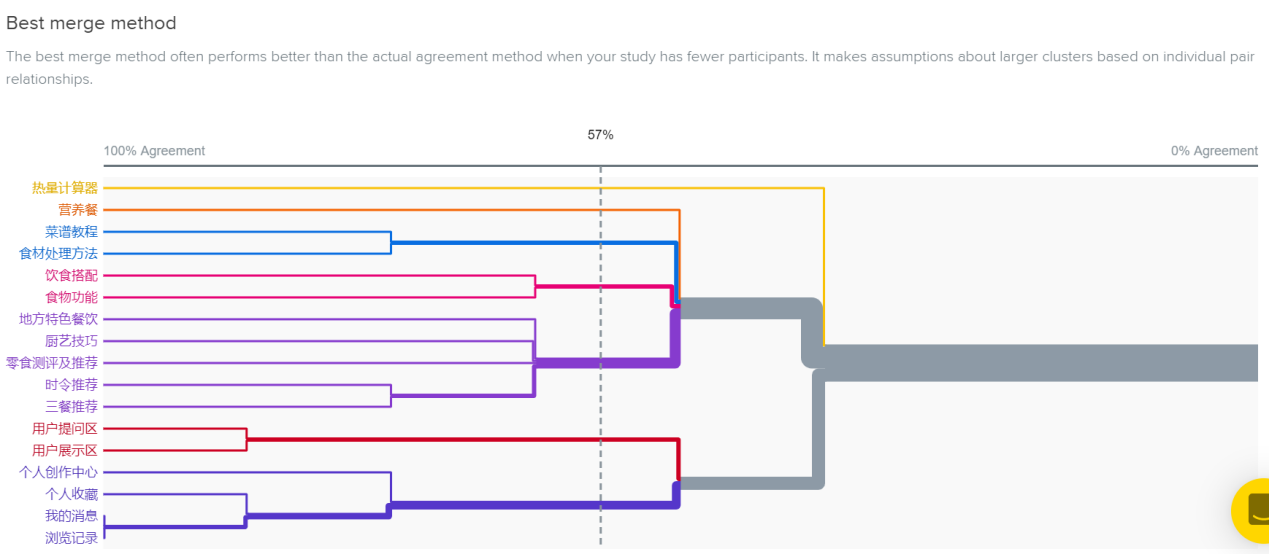 Best merge method
The best merge method often performs better than the actual agreement method when your study has fewer participants. It makes assumptions about larger clusters based on individual pair
relationships.
57%
100% Agreement
0% Agreement
热量计算器
营养餐
菜谱教程
食材处理方法
饮食搭配
食物功能
地方特色餐饮
厨艺技巧
零食测评及推荐
时令推荐
三餐推荐
用户提问区
用户展示区
个人创作中心
个人收藏
我的消息
浏览记录